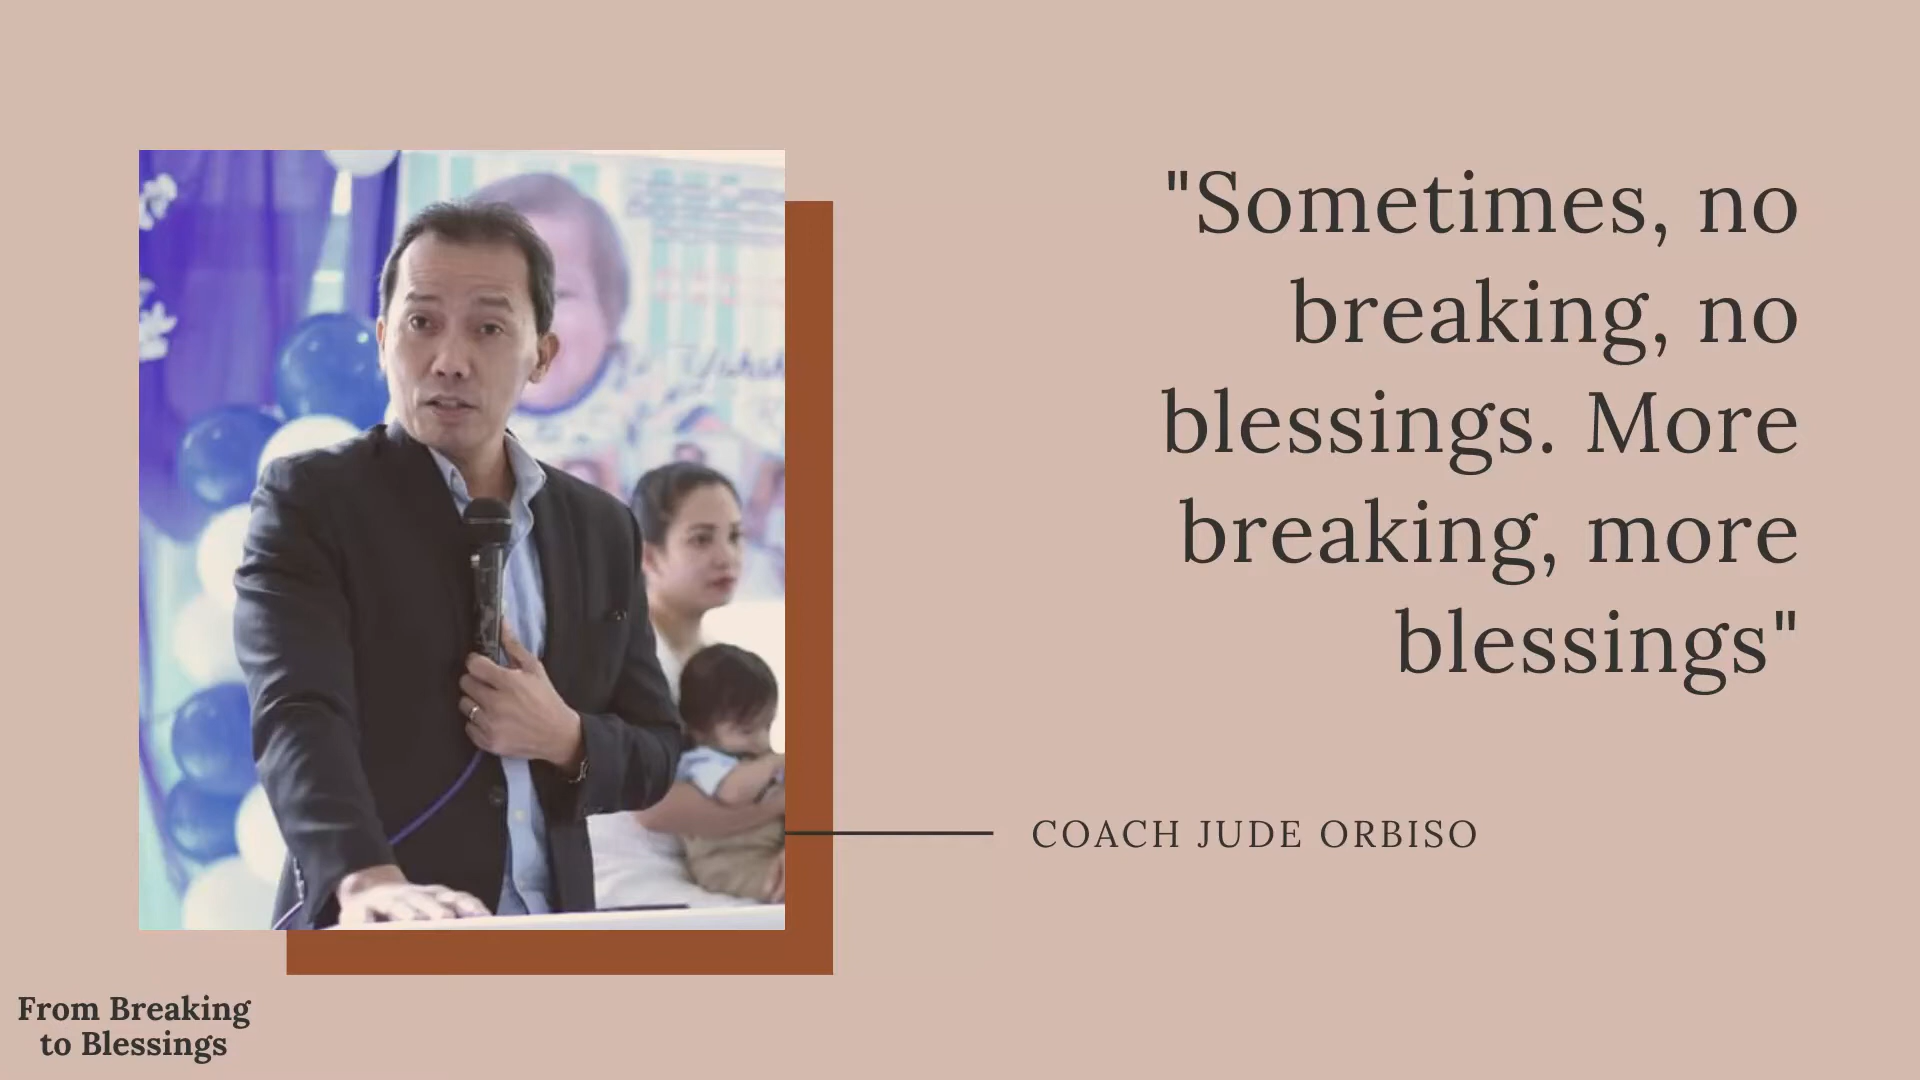 "Sometimes, no
breaking, no
blessings. More
breaking, more
blessings"
COACH JUDE ORBISO
From Breaking
to Blessings